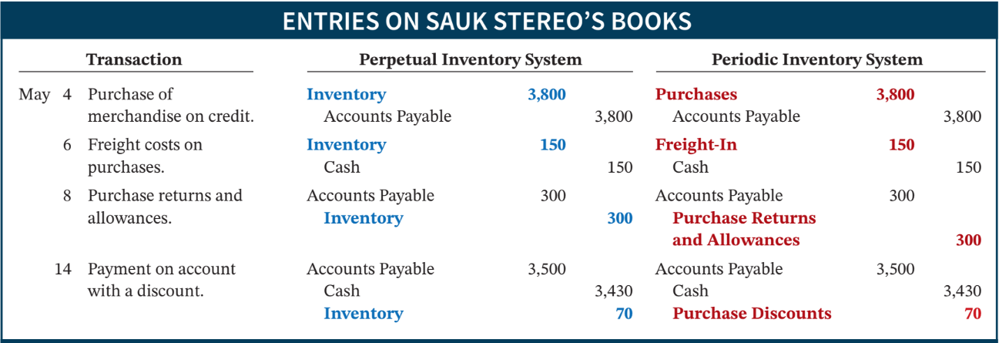 ENTRIES ON SAUK STEREO’S BOOKS
Transaction Perpetual Inventory System Periodic Inventory System
May 4 Purchase of Inventory 3,800 Purchases 3,800
merchandise on credit. Accounts Payable 3,800 Accounts Payable 3,800
6 Freight costs on Inventory 150 Freight-In 150
purchases. Cash 150 Cash 150
8 Purchase returns and Accounts Payable 300 Accounts Payable 300
allowances. Inventory 300 Purchase Returns
and Allowances 300
14 Payment on account Accounts Payable 3,500 Accounts Payable 3,500
with a discount. Cash 3,430 Cash 3,430
Inventory 70 Purchase Discounts 70